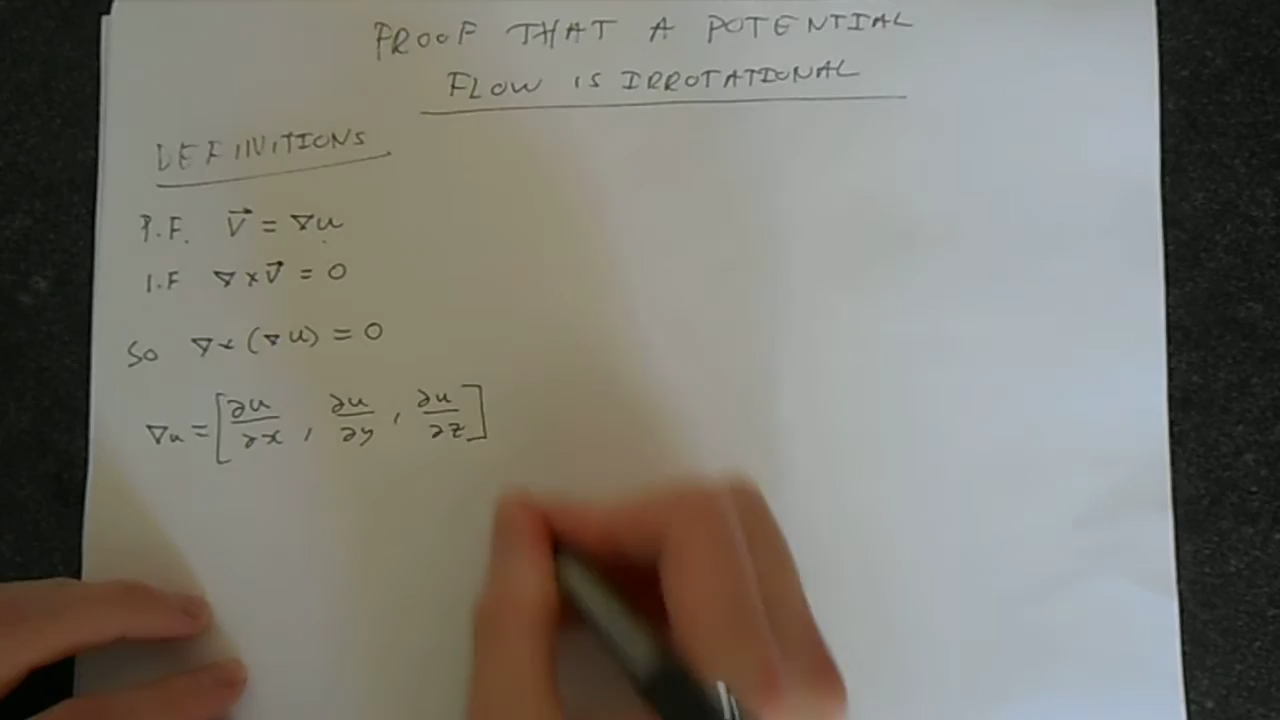 PROOF THAT A POTENTIAL
FLOW IS IRROTATIONAL
DEFINITIONS
P.F. V⃗ = ∇u
I.F ∇×V⃗ = 0
So ∇×(∇u) = 0
∇u = [∂u/∂x, ∂u/∂y, ∂u/∂z]